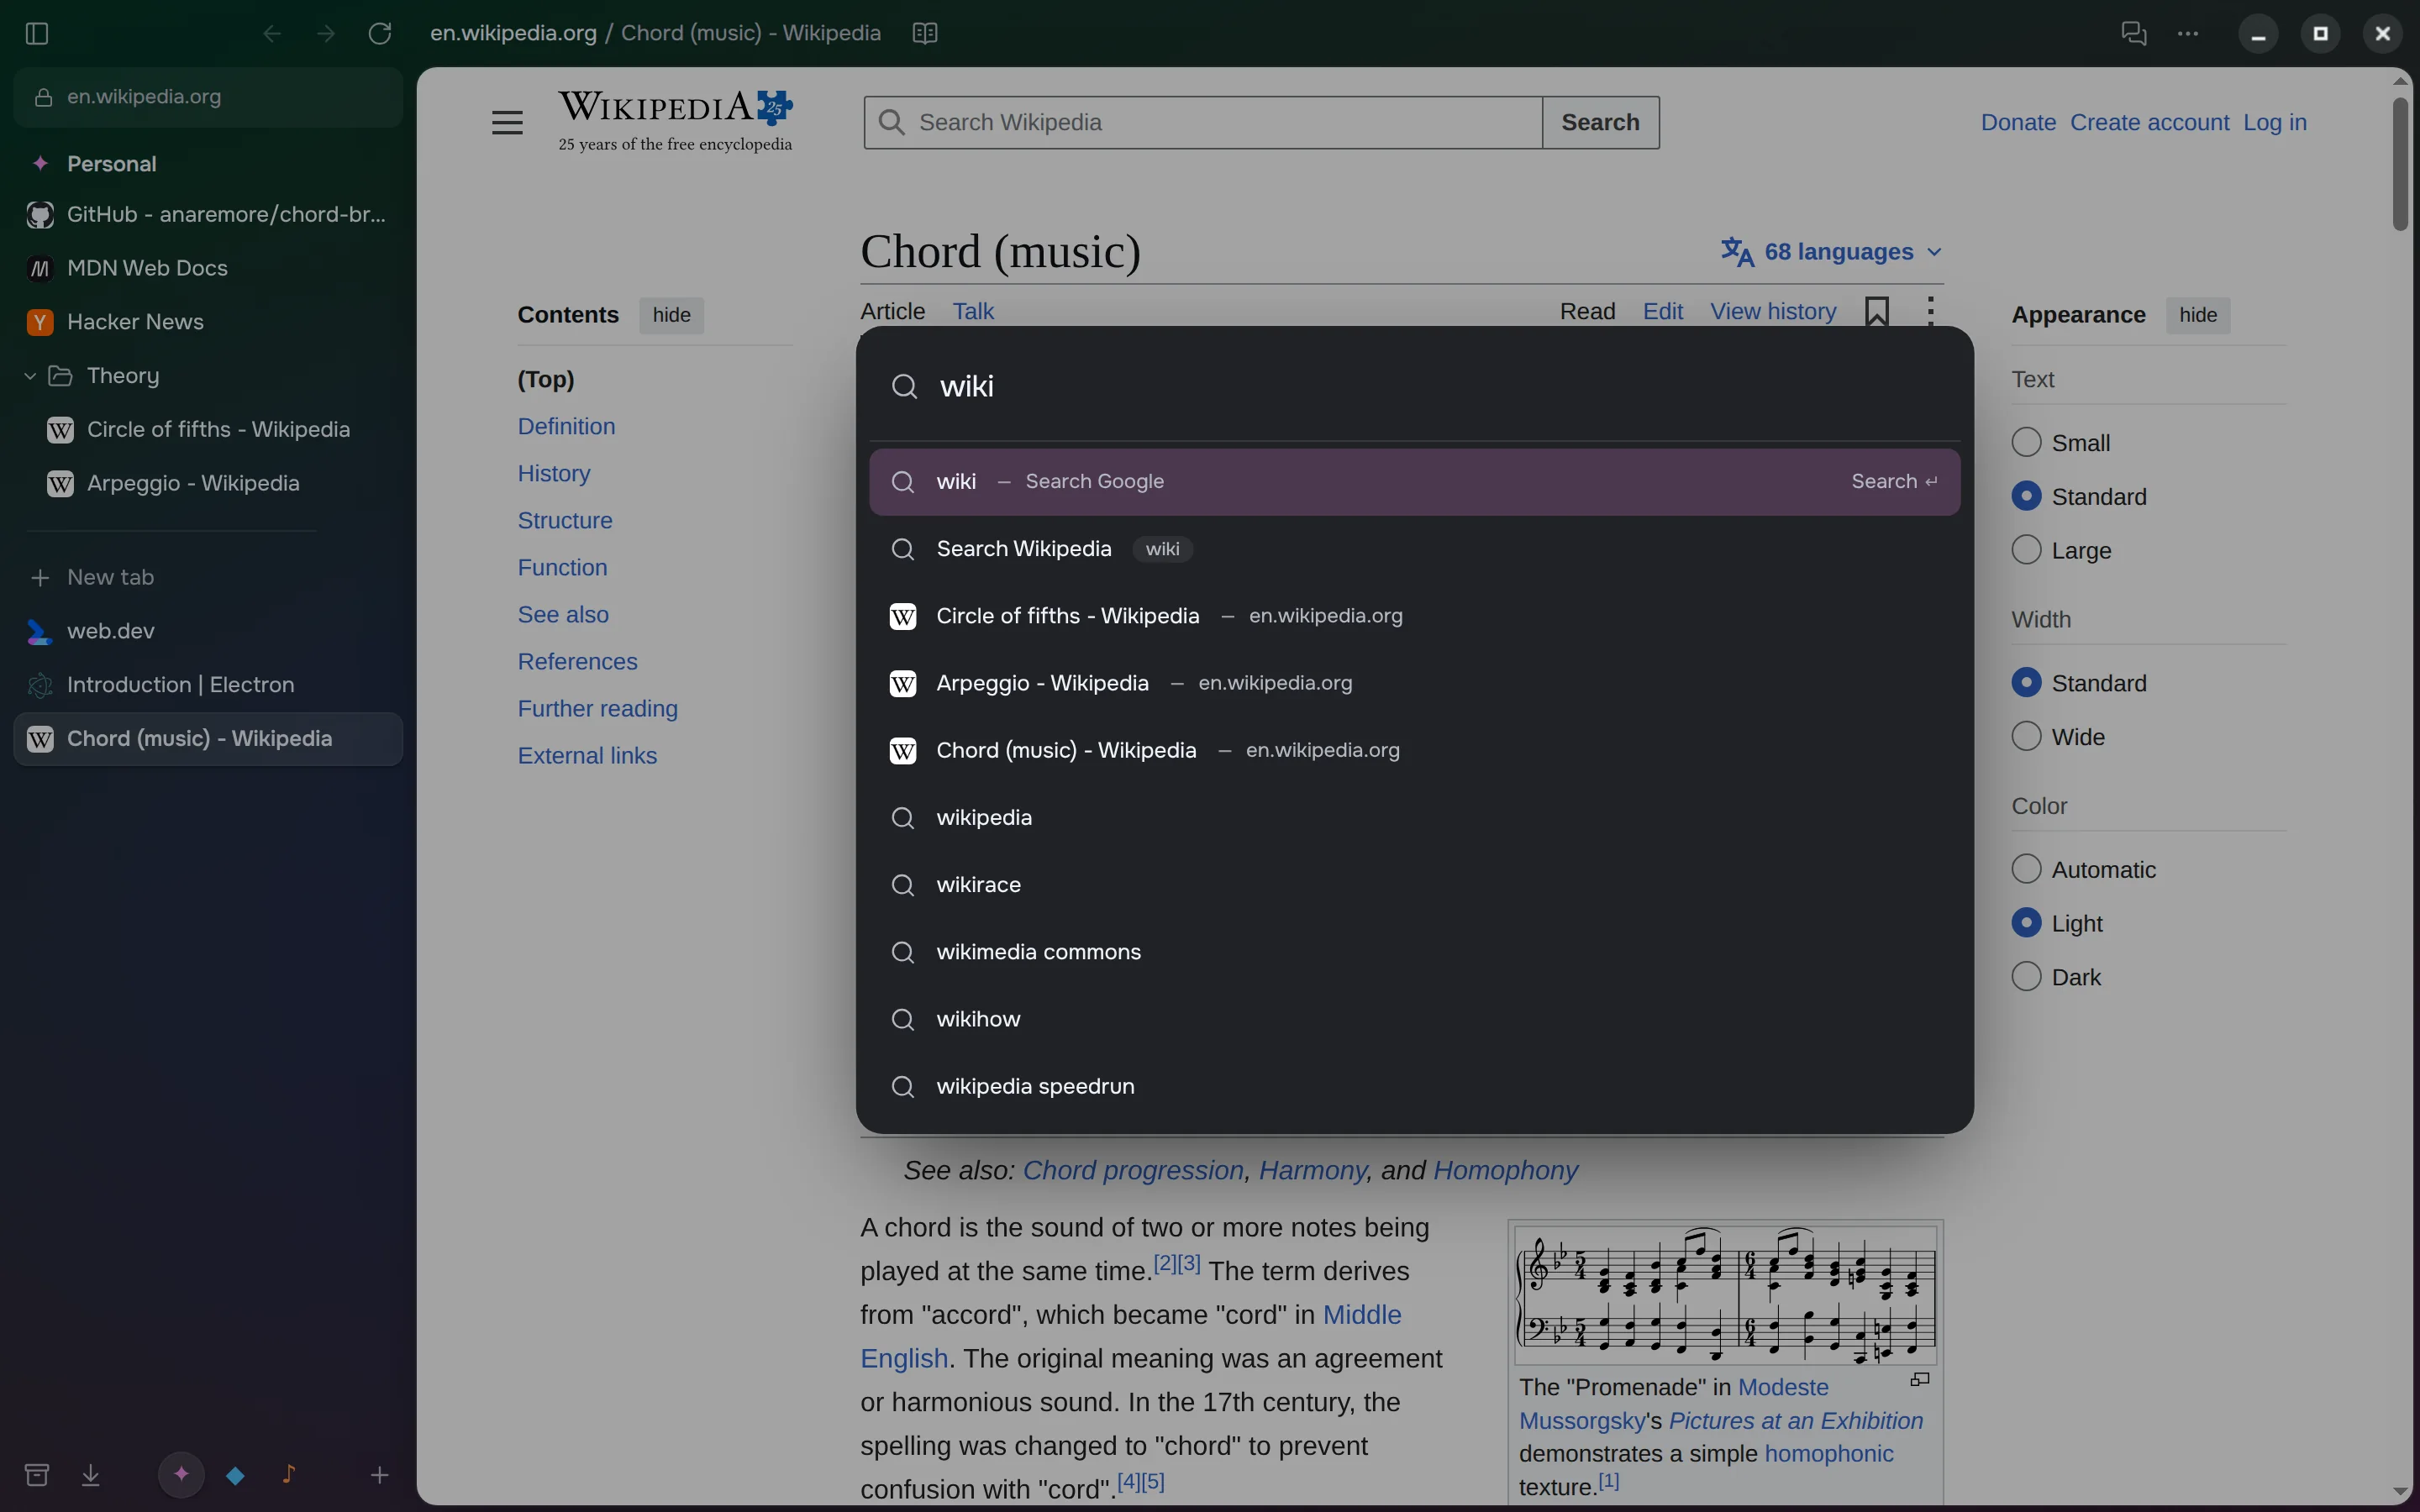 en.wikipedia.org / Chord (music) - Wikipedia
en.wikipedia.org
Personal
GitHub - anaremore/chord-br...
MDN Web Docs
Hacker News
Theory
Circle of fifths - Wikipedia
Arpeggio - Wikipedia
New tab
web.dev
Introduction | Electron
Chord (music) - Wikipedia
WIKIPEDIA 25
25 years of the free encyclopedia
Search Wikipedia
Search
Donate Create account Log in
Chord (music)
68 languages
Article Talk
Read Edit View history
Contents hide
(Top)
Definition
History
Structure
Function
See also
References
Further reading
External links
wiki
wiki – Search Google Search ↵
Search Wikipedia wiki
Circle of fifths - Wikipedia – en.wikipedia.org
Arpeggio - Wikipedia – en.wikipedia.org
Chord (music) - Wikipedia – en.wikipedia.org
wikipedia
wikirace
wikimedia commons
wikihow
wikipedia speedrun
See also: Chord progression, Harmony, and Homophony
A chord is the sound of two or more notes being
played at the same time.[2][3] The term derives
from "accord", which became "cord" in Middle
English. The original meaning was an agreement
or harmonious sound. In the 17th century, the
spelling was changed to "chord" to prevent
confusion with "cord".[4][5]
The "Promenade" in Modeste
Mussorgsky's Pictures at an Exhibition
demonstrates a simple homophonic
texture.[1]
Appearance hide
Text
Small
Standard
Large
Width
Standard
Wide
Color
Automatic
Light
Dark